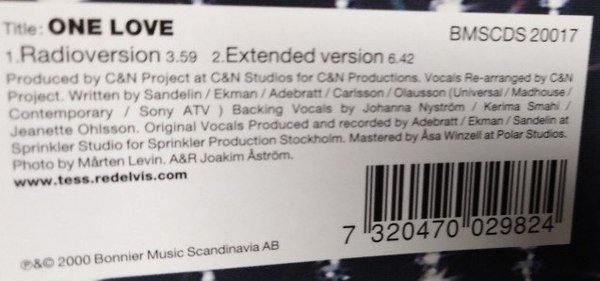 Title: ONE LOVE
BMSCDS 20017
1.Radioversion 3.59 2.Extended version 6.42
Produced by C&N Project at C&N Studios for C&N Productions. Vocals Re-arranged by C&N
Project. Written by Sandelin / Ekman / Adebratt / Carlsson / Olausson (Universal / Madhouse /
Contemporary / Sony ATV ) Backing Vocals by Johanna Nyström / Kerima Smahi /
Jeanette Ohlsson. Original Vocals Produced and recorded by Adebratt / Ekman / Sandelin at
Sprinkler Studio for Sprinkler Production Stockholm. Mastered by Åsa Winzell at Polar Studios.
Photo by Mårten Levin. A&R Joakim Åström.
www.tess.redelvis.com
7 320470 029824
℗&© 2000 Bonnier Music Scandinavia AB